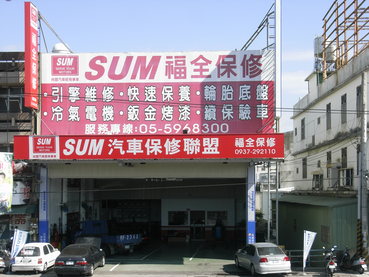 SUM 福全保修
·引擎維修·快速保養·輪胎底盤
·冷氣電機·鈑金烤漆·續保驗車
服務專線:05-5948300
SUM 汽車保修聯盟
福全保修
0937-292110